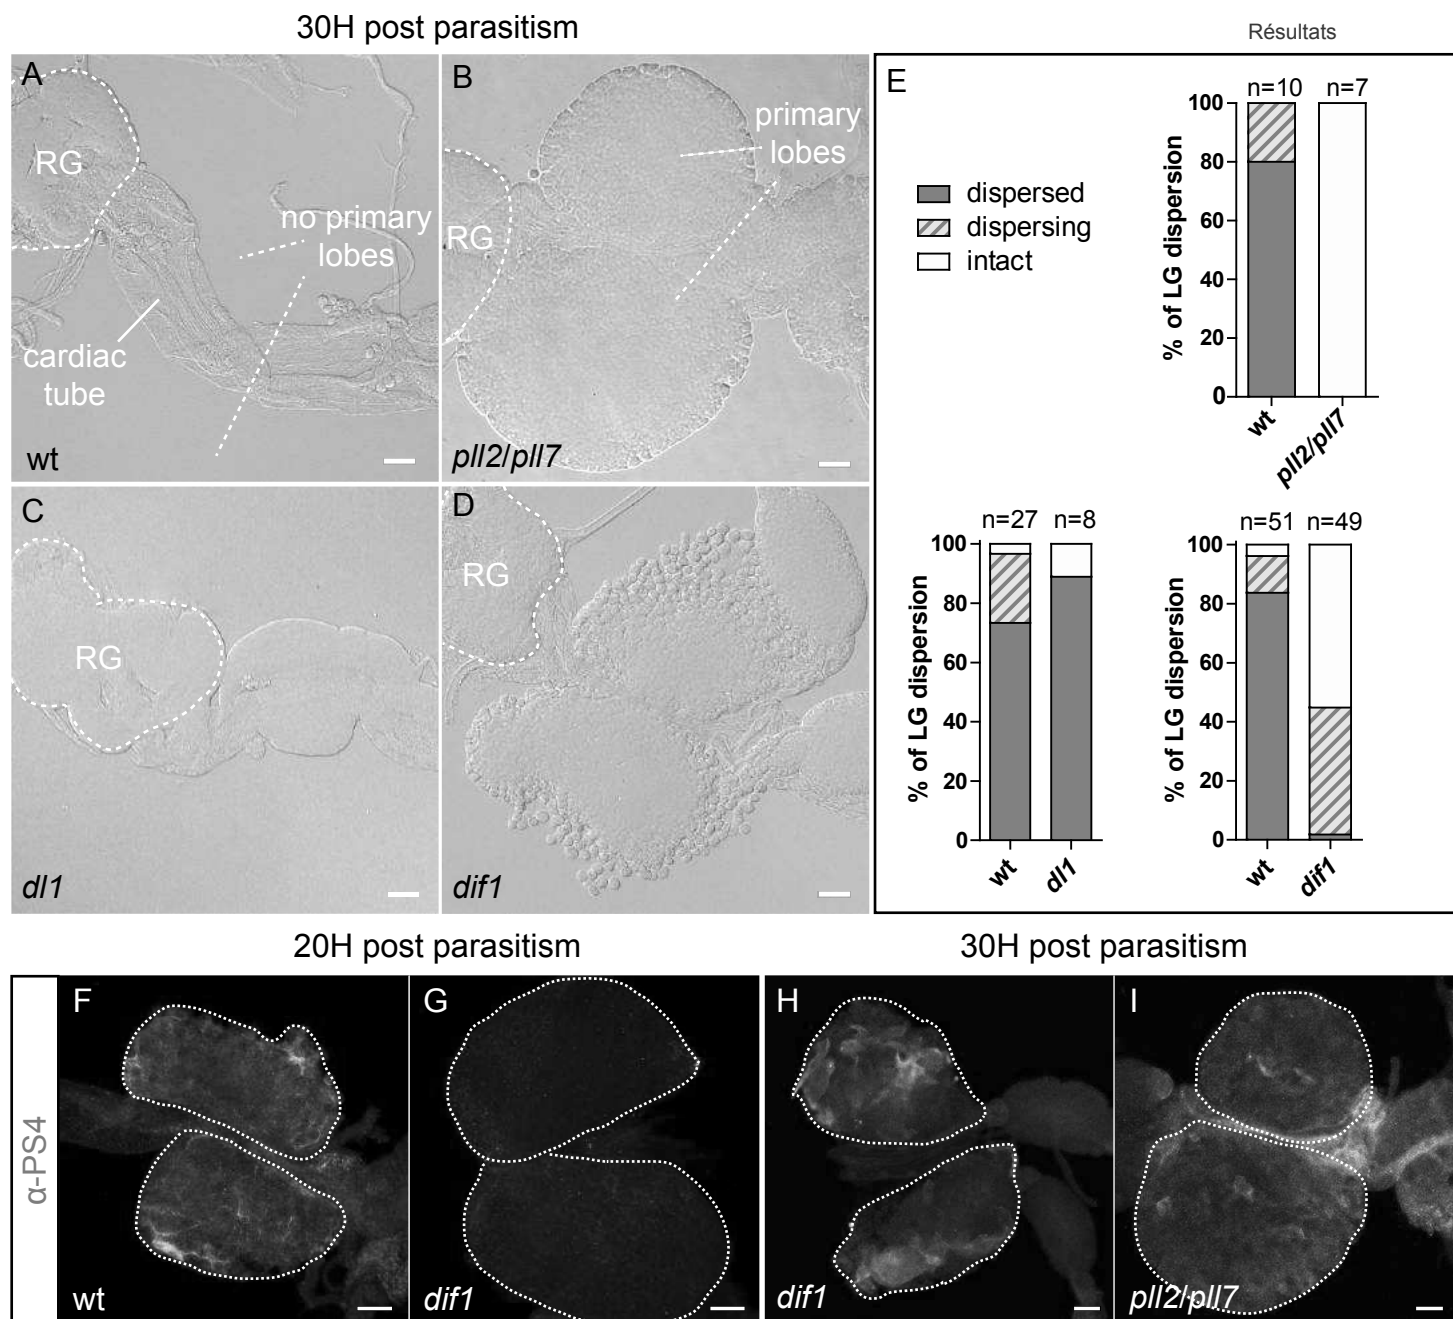 30H post parasitism
Résultats
A
RG
no primary
lobes
cardiac
tube
wt
B
primary
lobes
RG
pll2/pll7
C
RG
dl1
D
RG
dif1
E
dispersed
dispersing
intact
n=10 n=7
% of LG dispersion
100
80
60
40
20
0
wt
pll2/pll7
n=27 n=8
% of LG dispersion
100
80
60
40
20
0
wt
dl1
n=51 n=49
% of LG dispersion
100
80
60
40
20
0
wt
dif1
20H post parasitism
30H post parasitism
α-PS4
F
wt
G
dif1
H
dif1
I
pll2/pll7